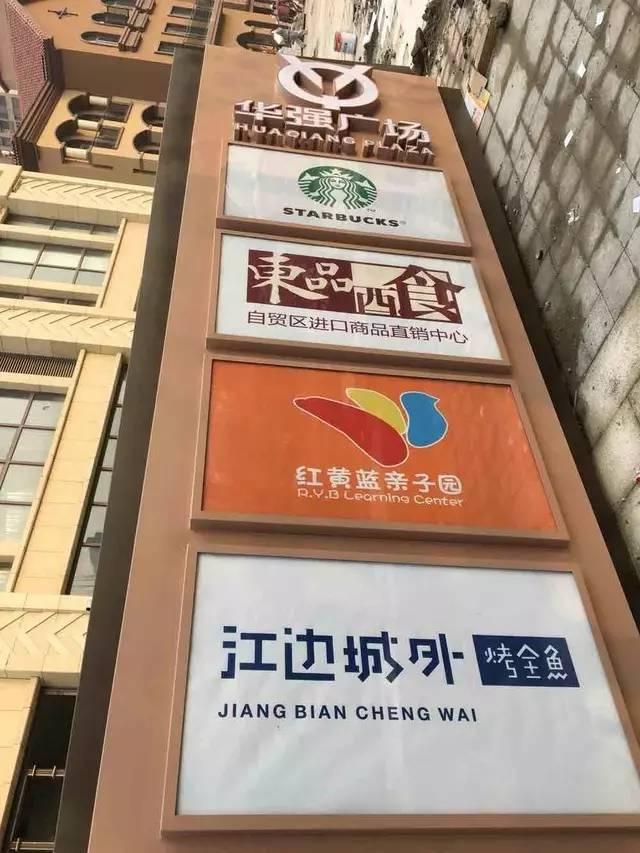 华强广场
HUAQIANG PLAZA
STARBUCKS
東品西食
自贸区进口商品直销中心
红黄蓝亲子园
R.Y.B Learning Center
江边城外 烤全魚
JIANG BIAN CHENG WAI